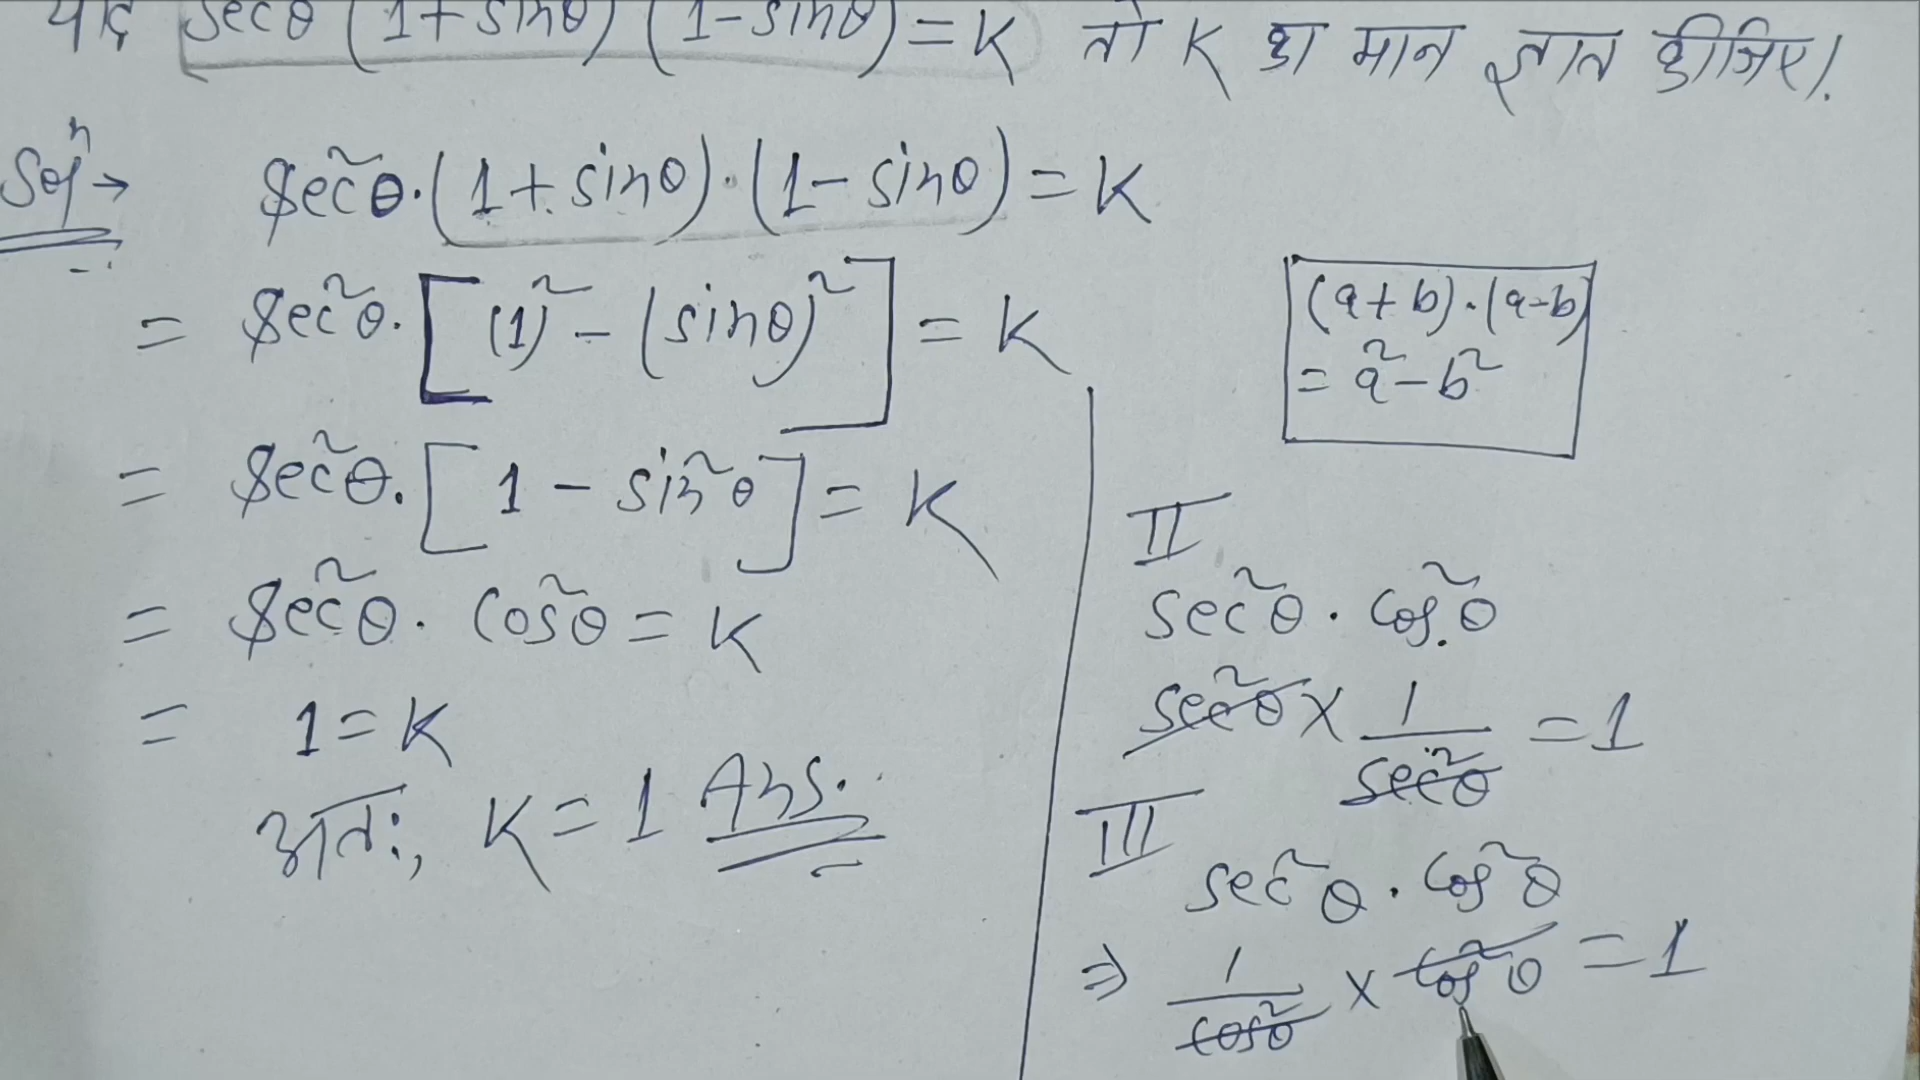 यदि secθ (1+sinθ) (1-sinθ) = K तो K का मान ज्ञात कीजिए।
Solⁿ → sec²θ·(1+sinθ)·(1-sinθ) = K
= sec²θ·[(1)² - (sinθ)²] = K
= sec²θ.[1 - sin²θ] = K
= sec²θ. cos²θ = K
= 1 = K
अतः, K = 1 Ans.
(a+b)·(a-b)
= a² - b²
II
sec²θ · cos²θ
sec²θ × 1/sec²θ = 1
III
sec²θ · cos²θ
⇒ 1/cos²θ × cos²θ = 1